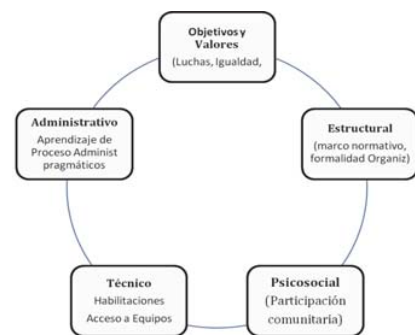 Objetivos y
Valores
(Luchas, Igualdad,
Estructural
(marco normativo,
formalidad Organiz)
Psicosocial
(Participación
comunitaria)
Técnico
Habilitaciones
Acceso a Equipos
Administrativo
Aprendizaje de
Proceso Administ
pragmáticos